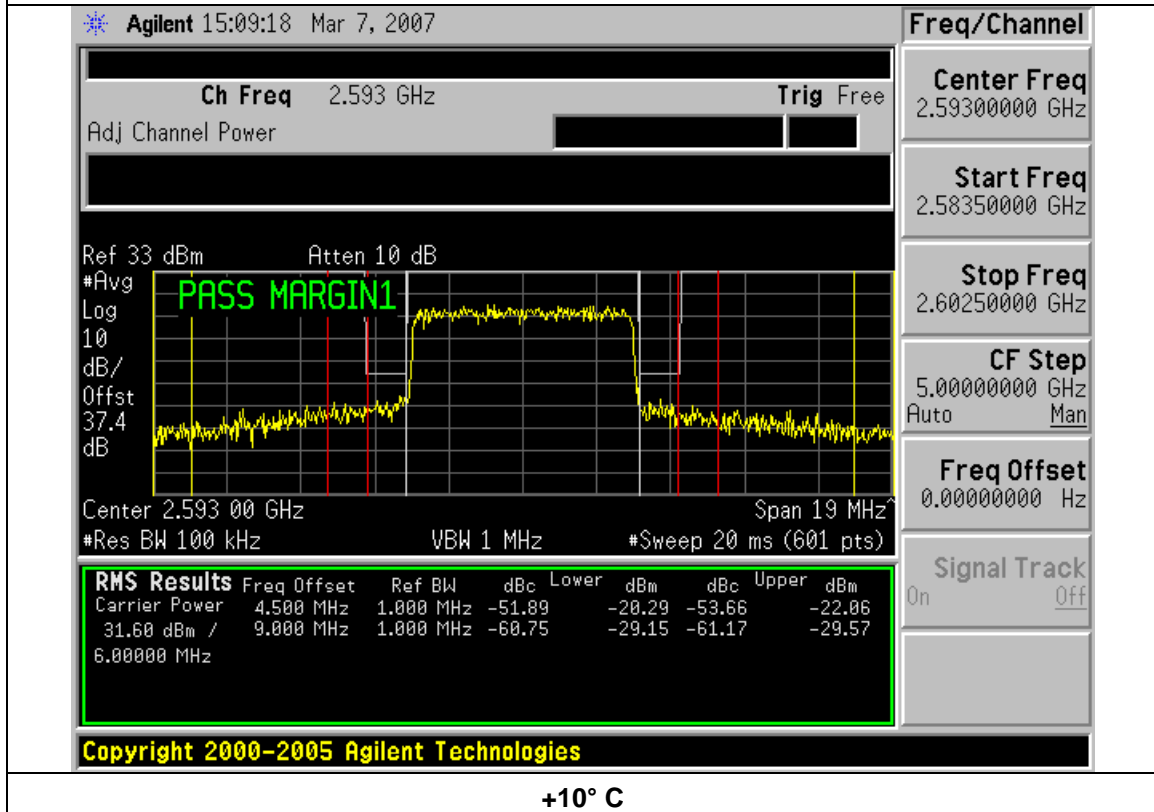 Agilent 15:09:18 Mar 7, 2007
Freq/Channel
Ch Freq 2.593 GHz Trig Free
Adj Channel Power
Center Freq
2.59300000 GHz
Start Freq
2.58350000 GHz
Stop Freq
2.60250000 GHz
CF Step
5.00000000 GHz
Auto Man
Freq Offset
0.00000000 Hz
Signal Track
On Off
Ref 33 dBm Atten 10 dB
#Avg
Log
10
dB/
Offst
37.4
dB
PASS MARGIN1
Center 2.593 00 GHz Span 19 MHz^
#Res BW 100 kHz VBW 1 MHz #Sweep 20 ms (601 pts)
RMS Results Freq Offset Ref BW dBc Lower dBm dBc Upper dBm
Carrier Power 4.500 MHz 1.000 MHz -51.89 -20.29 -53.66 -22.06
31.60 dBm / 9.000 MHz 1.000 MHz -60.75 -29.15 -61.17 -29.57
6.00000 MHz
Copyright 2000-2005 Agilent Technologies
+10° C